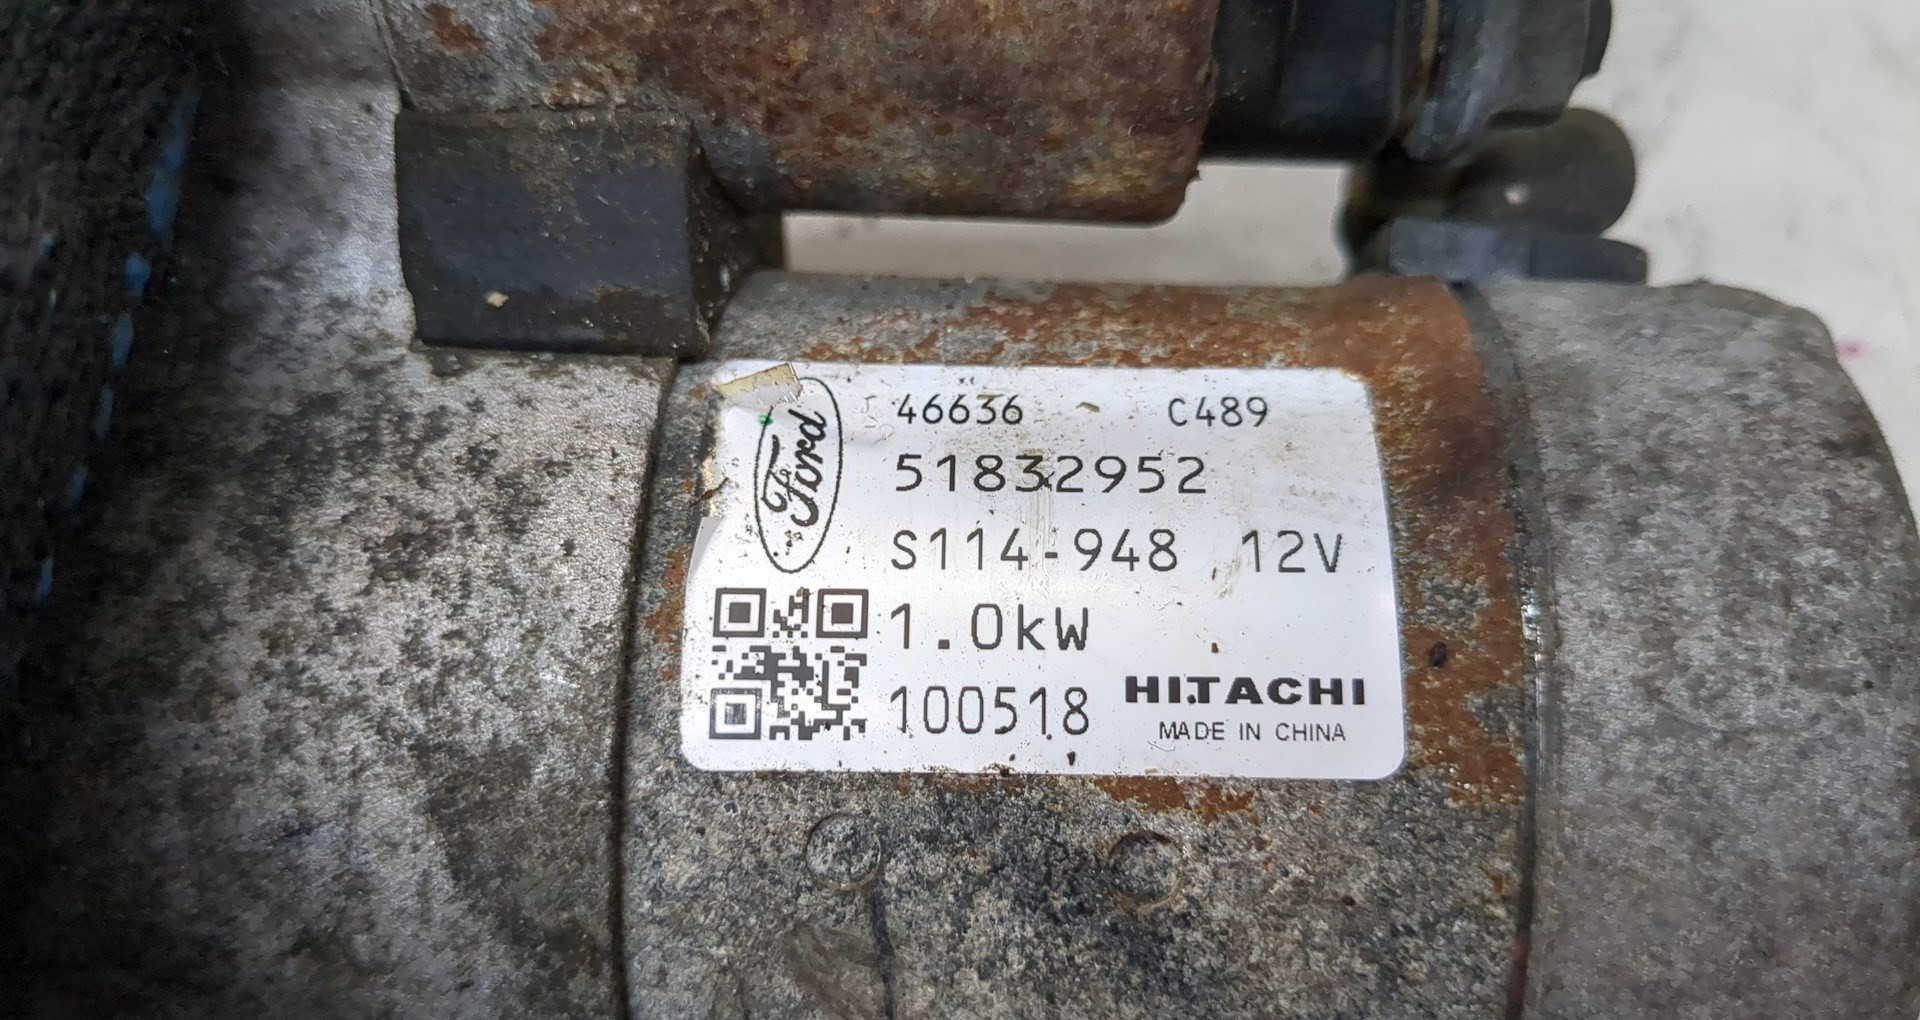 Ford
46636 C489
51832952
S114-948 12V
1.0kW
100518
HITACHI
MADE IN CHINA